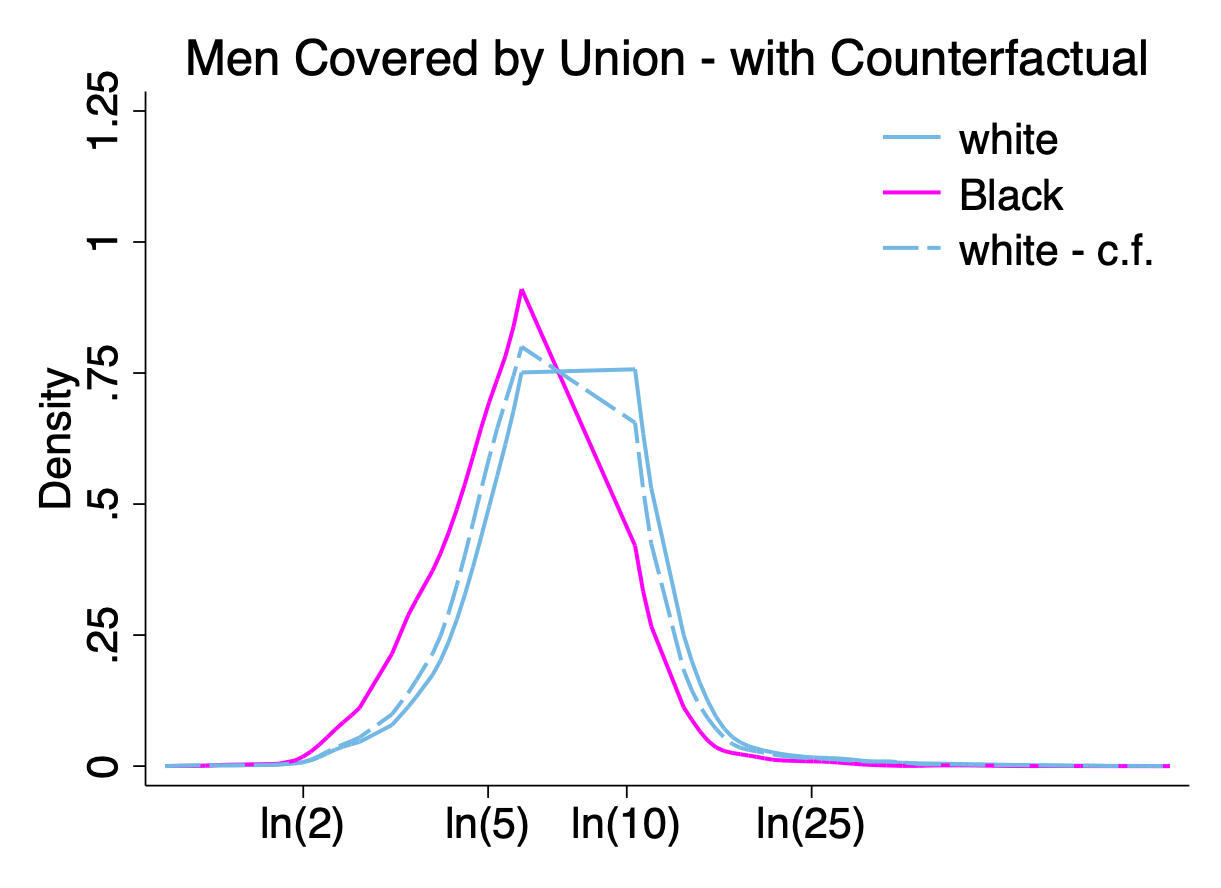 Men Covered by Union - with Counterfactual
white
Black
white - c.f.
Density
1.25
1
.75
.5
.25
0
ln(2)
ln(5)
ln(10)
ln(25)